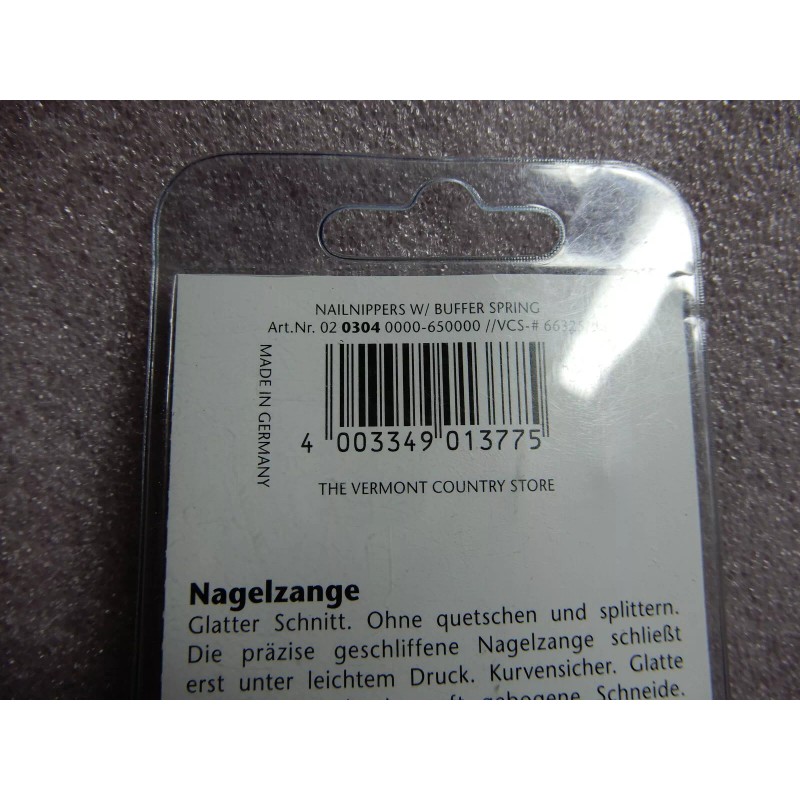 NAILNIPPERS W/ BUFFER SPRING
Art.Nr. 02 0304 0000-650000 //VCS-#
MADE IN GERMANY
4 003349 013775
THE VERMONT COUNTRY STORE
Nagelzange
Glatter Schnitt. Ohne quetschen und splittern.
Die präzise geschliffene Nagelzange schließt
erst unter leichtem Druck. Kurvensicher. Glatte
gebogene Schneide.